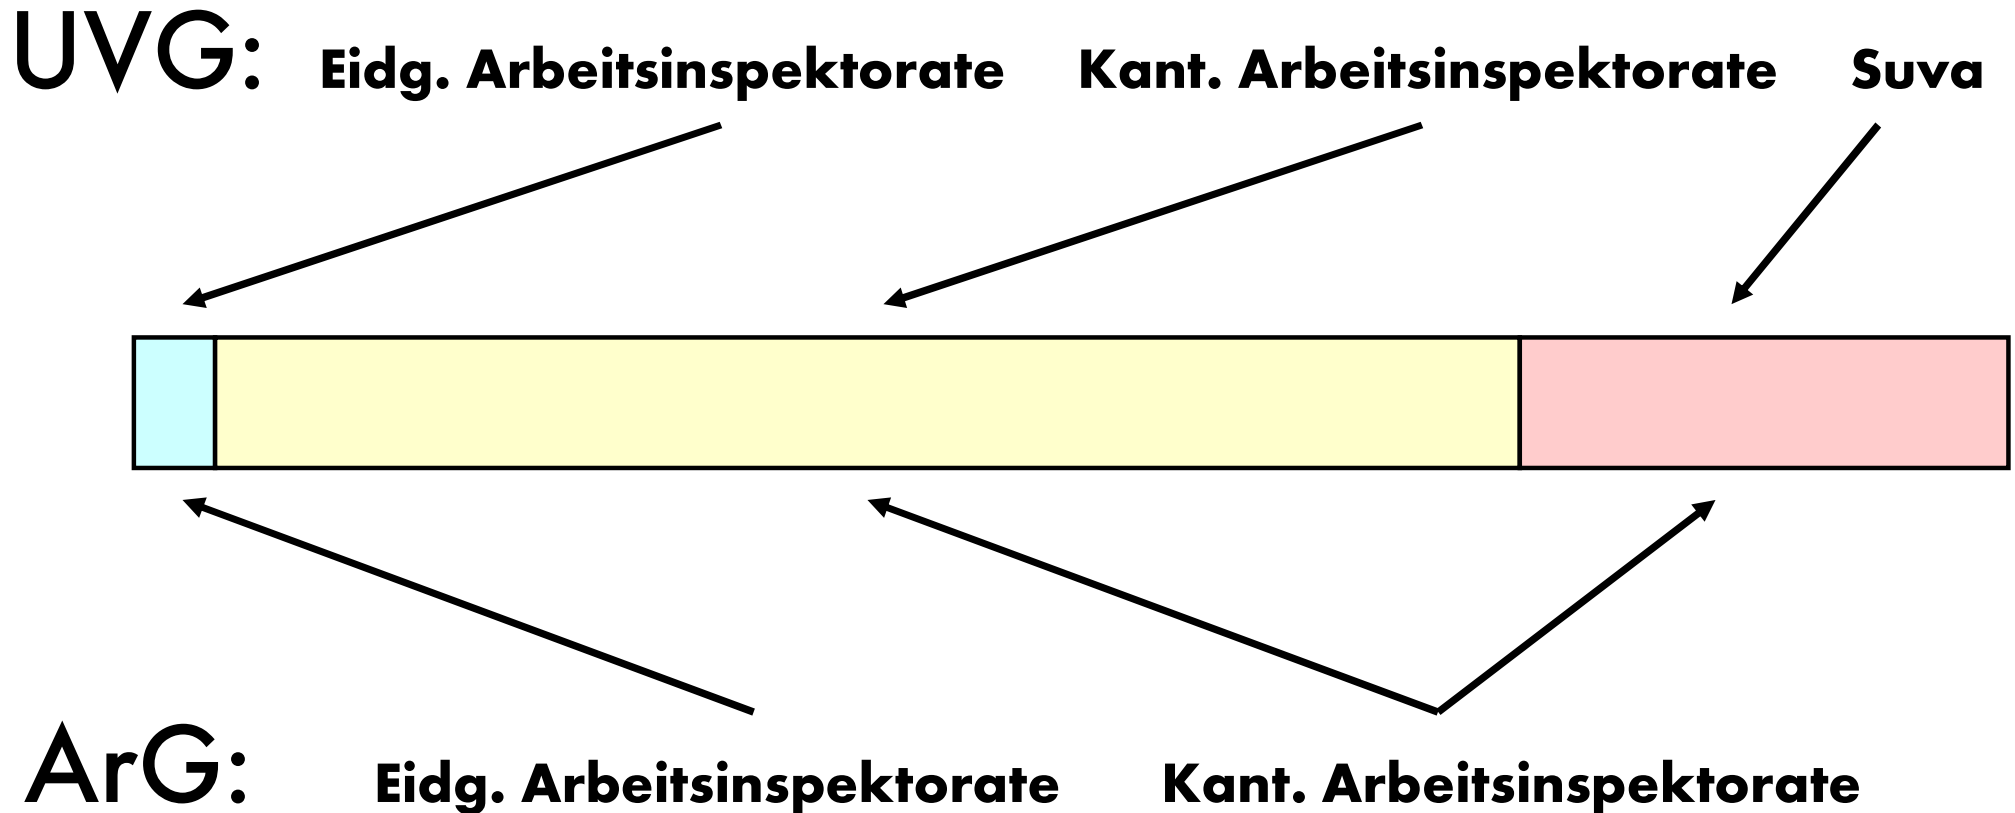 UVG: Eidg. Arbeitsinspektorate Kant. Arbeitsinspektorate Suva
ArG: Eidg. Arbeitsinspektorate Kant. Arbeitsinspektorate